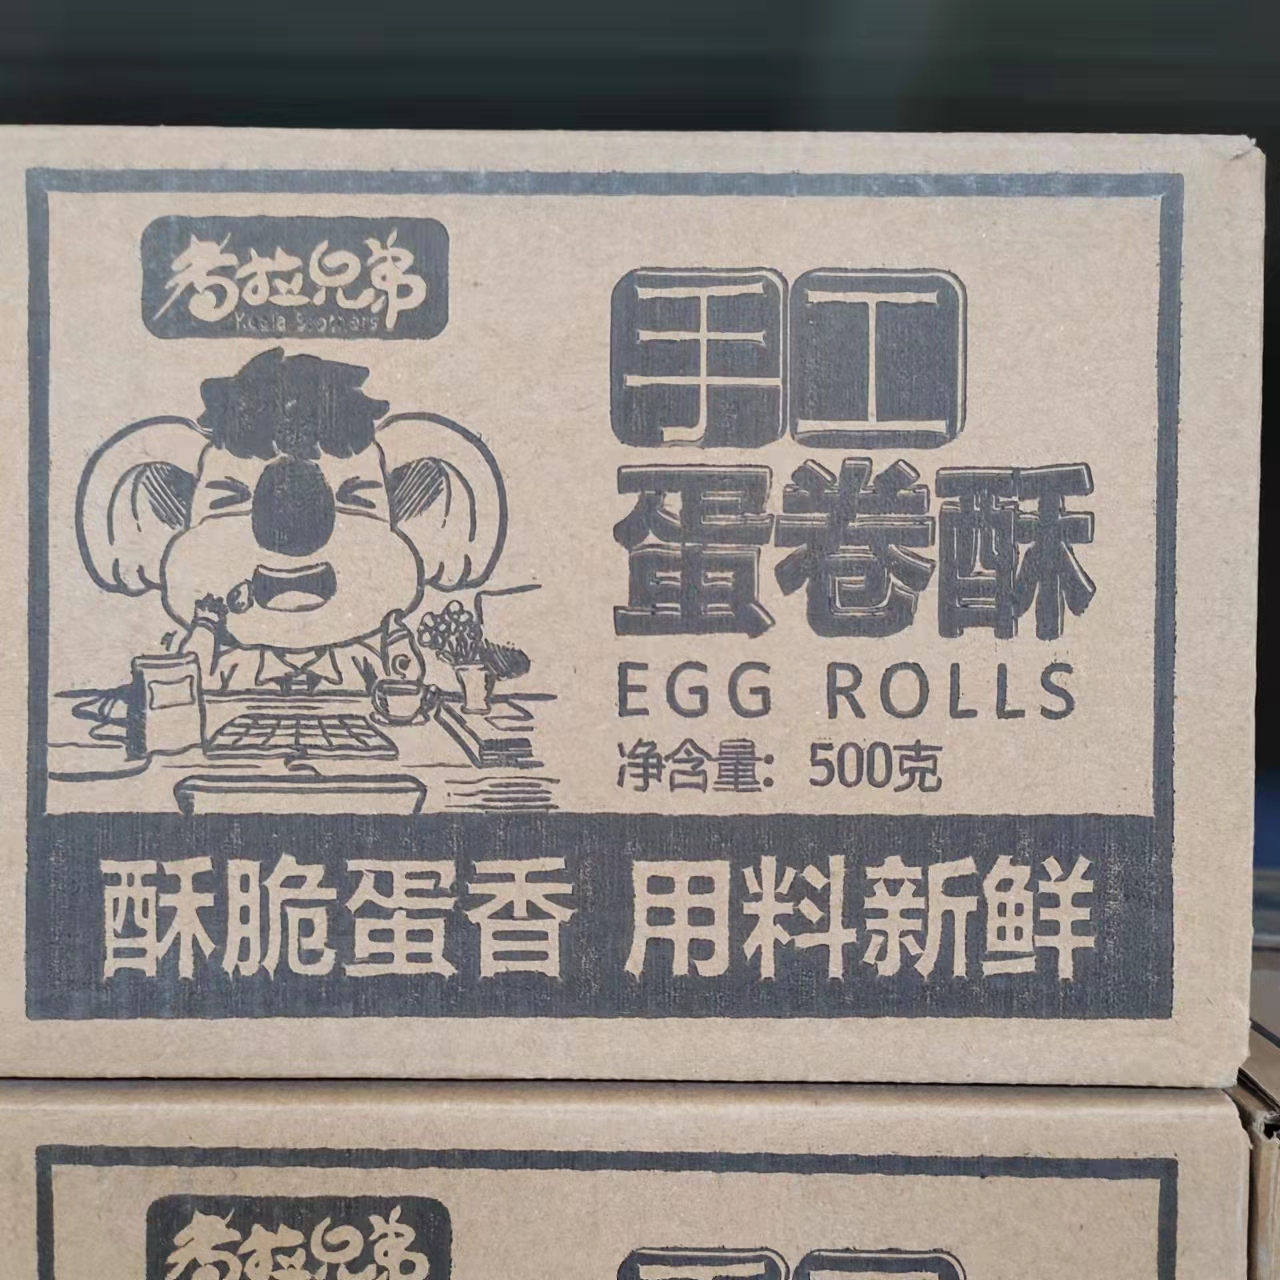 考拉兄弟
Koala Brothers
手工
蛋卷酥
EGG ROLLS
净含量：500克
酥脆蛋香 用料新鲜
考拉兄弟